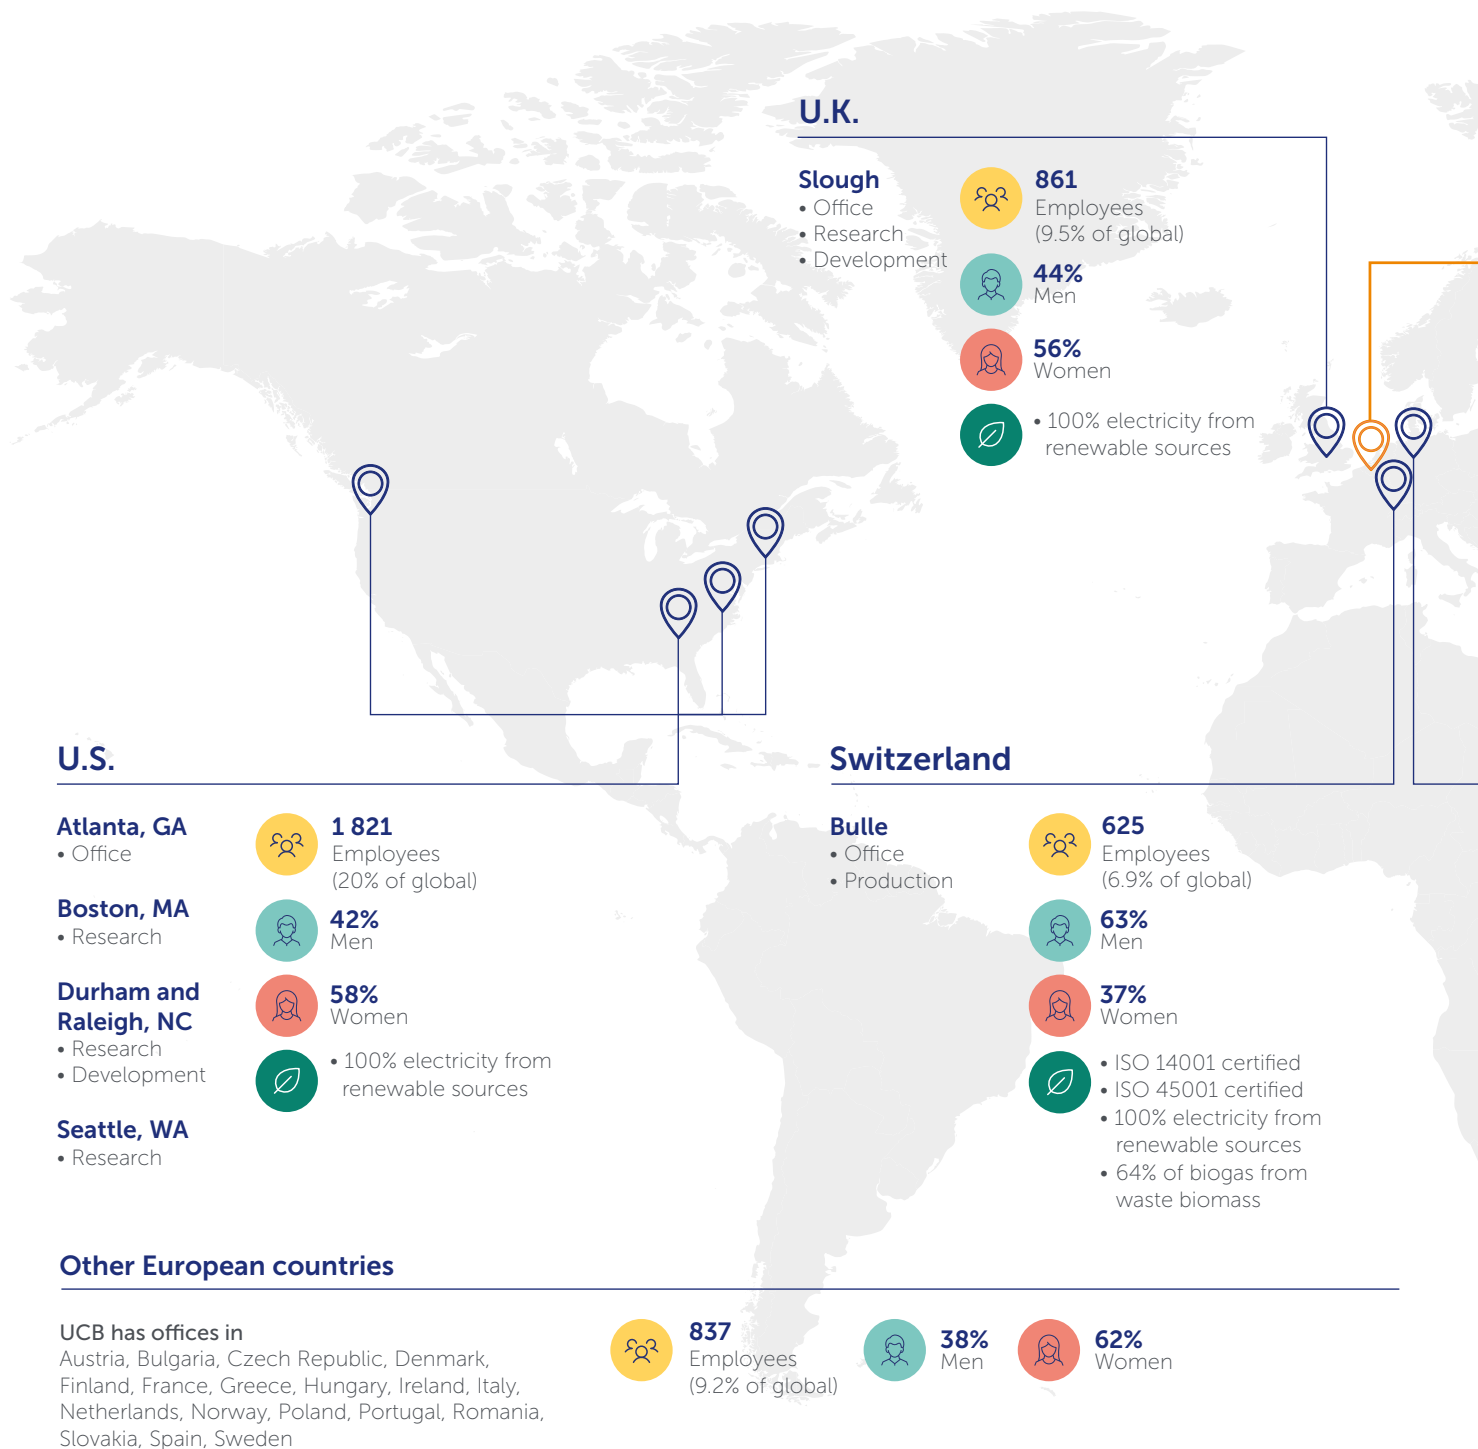 U.K.
Slough
• Office
• Research
• Development
861
Employees
(9.5% of global)
44%
Men
56%
Women
• 100% electricity from
renewable sources
U.S.
Atlanta, GA
• Office
Boston, MA
• Research
Durham and
Raleigh, NC
• Research
• Development
Seattle, WA
• Research
1 821
Employees
(20% of global)
42%
Men
58%
Women
• 100% electricity from
renewable sources
Switzerland
Bulle
• Office
• Production
625
Employees
(6.9% of global)
63%
Men
37%
Women
• ISO 14001 certified
• ISO 45001 certified
• 100% electricity from
renewable sources
• 64% of biogas from
waste biomass
Other European countries
UCB has offices in
Austria, Bulgaria, Czech Republic, Denmark,
Finland, France, Greece, Hungary, Ireland, Italy,
Netherlands, Norway, Poland, Portugal, Romania,
Slovakia, Spain, Sweden
837
Employees
(9.2% of global)
38%
Men
62%
Women